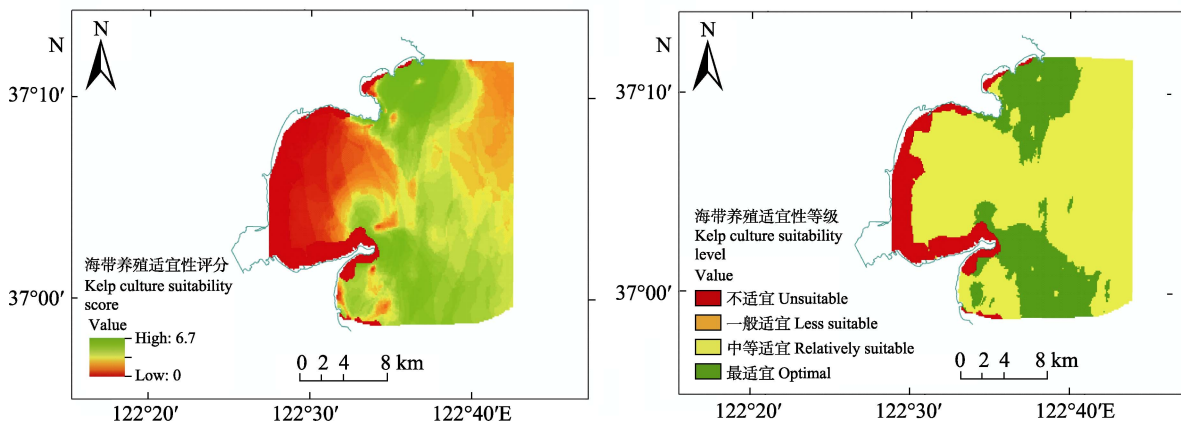 N
37°10′
37°00′
海带养殖适宜性评分
Kelp culture suitability
score
Value
High: 6.7
Low: 0
0 2 4 8 km
122°20′ 122°30′ 122°40′E
N
37°10′
37°00′
海带养殖适宜性等级
Kelp culture suitability
level
Value
不适宜 Unsuitable
一般适宜 Less suitable
中等适宜 Relatively suitable
最适宜 Optimal
0 2 4 8 km
122°20′ 122°30′ 122°40′E